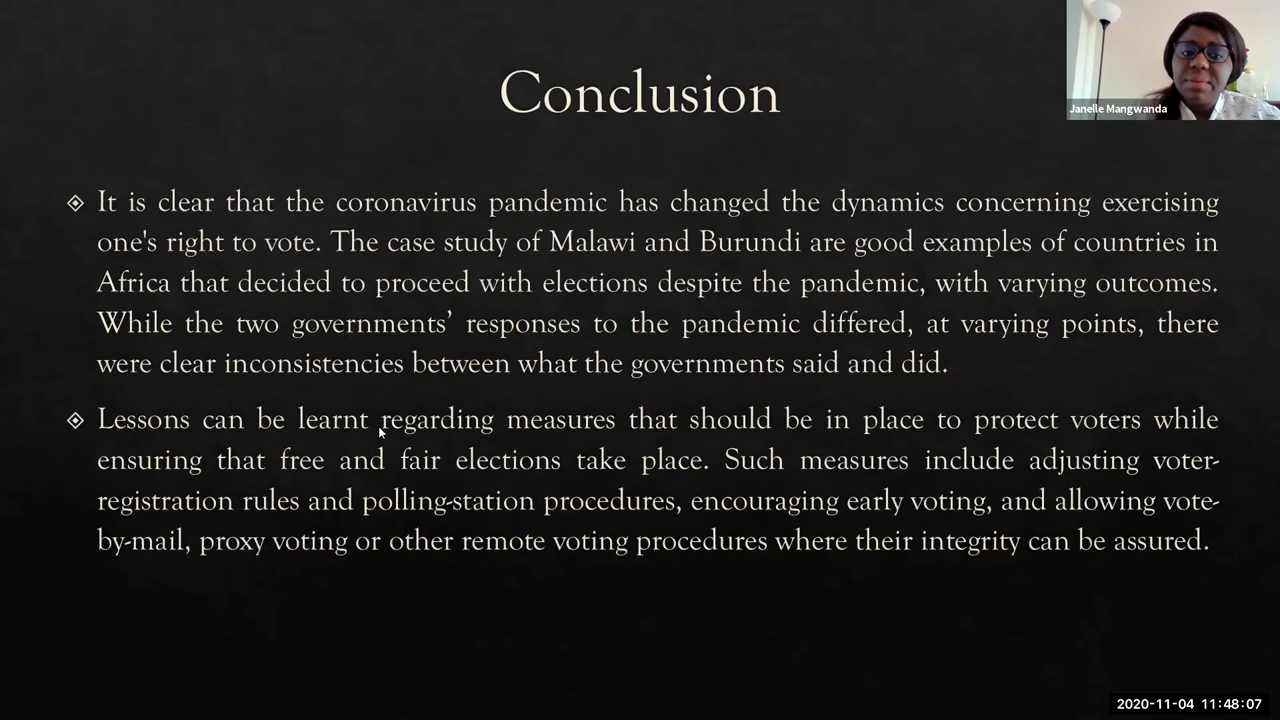 Conclusion
Janelle Mangwanda
It is clear that the coronavirus pandemic has changed the dynamics concerning exercising
one's right to vote. The case study of Malawi and Burundi are good examples of countries in
Africa that decided to proceed with elections despite the pandemic, with varying outcomes.
While the two governments’ responses to the pandemic differed, at varying points, there
were clear inconsistencies between what the governments said and did.
Lessons can be learnt regarding measures that should be in place to protect voters while
ensuring that free and fair elections take place. Such measures include adjusting voter-
registration rules and polling-station procedures, encouraging early voting, and allowing vote-
by-mail, proxy voting or other remote voting procedures where their integrity can be assured.
2020-11-04 11:48:07